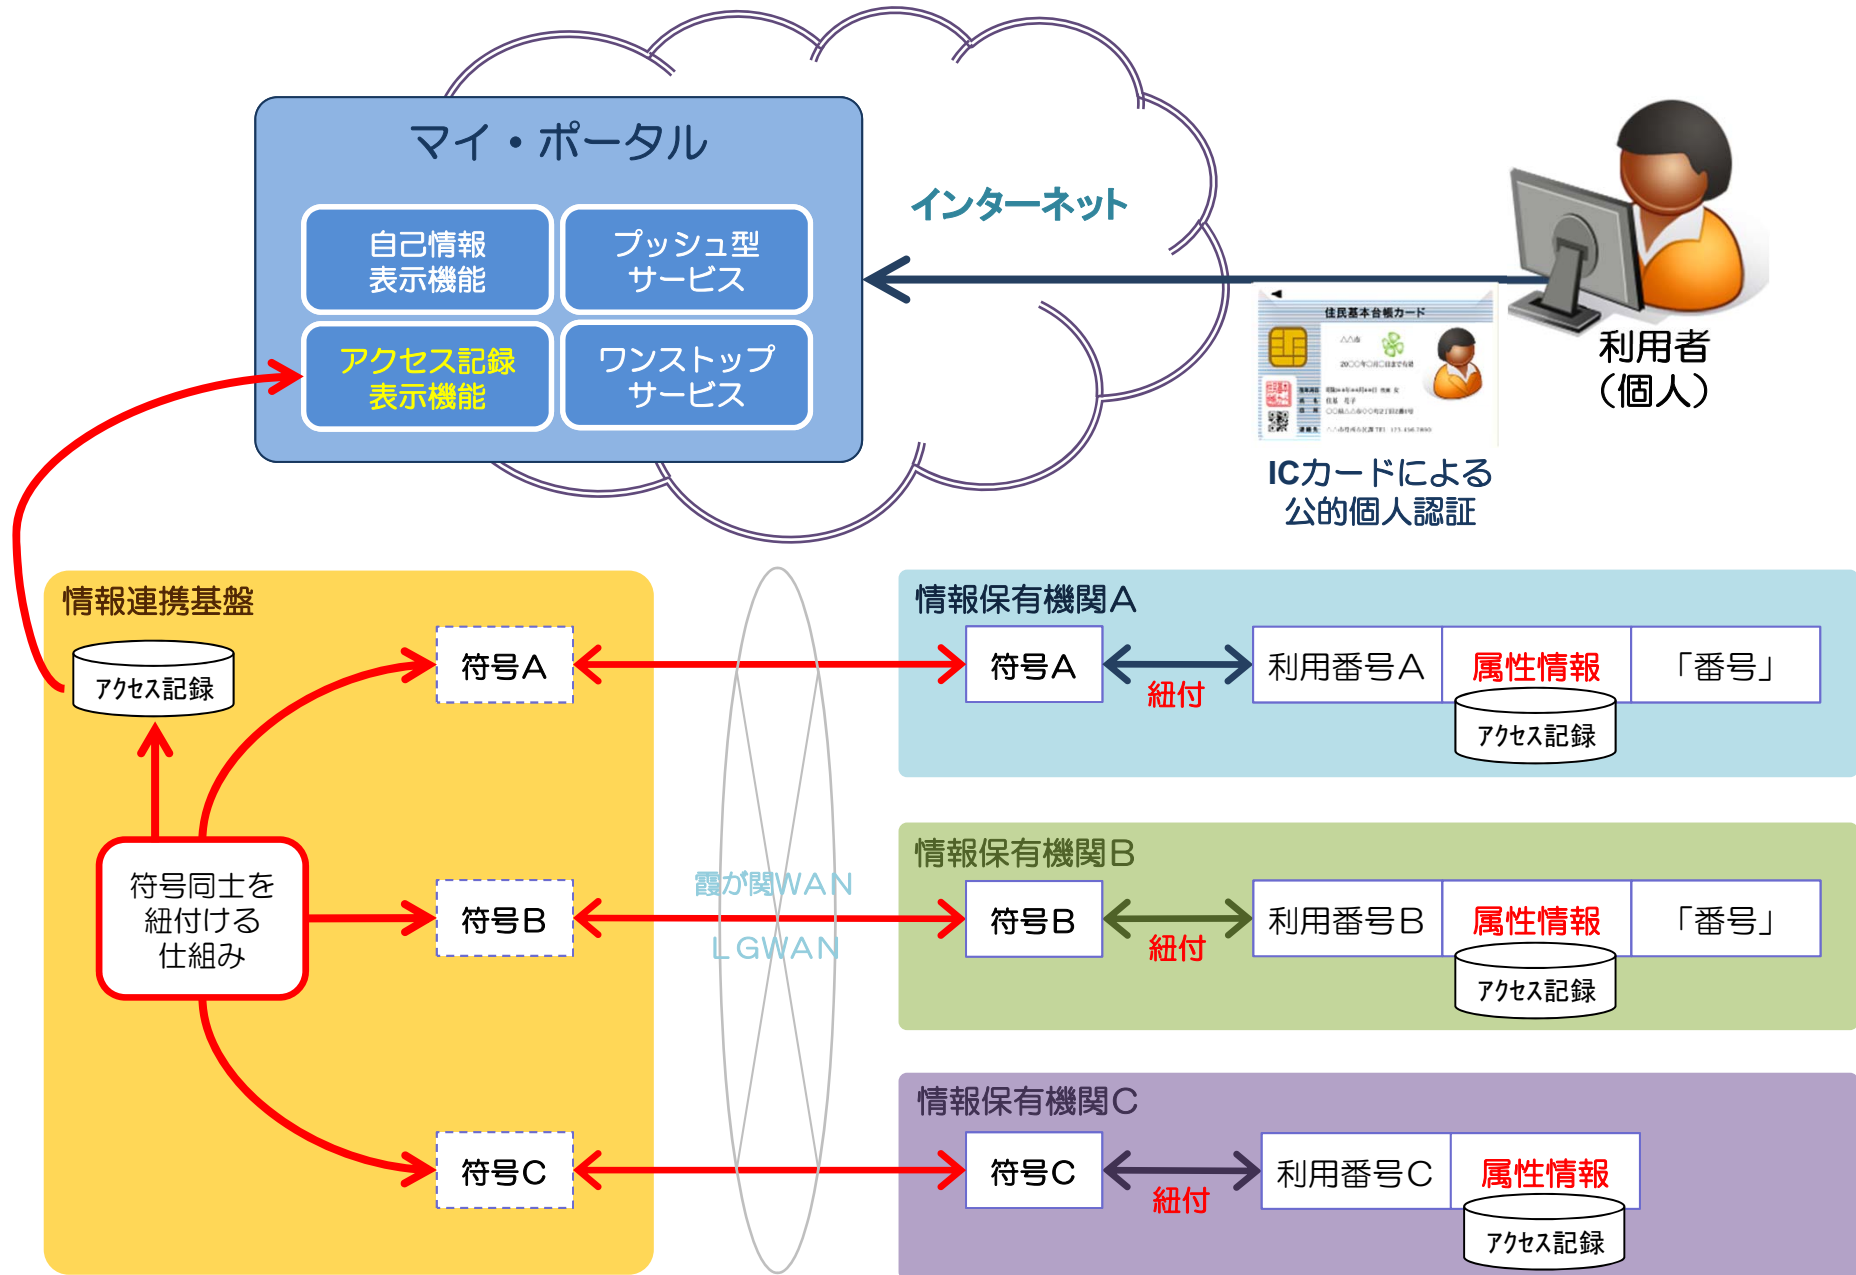 マイ・ポータル
自己情報
表示機能
プッシュ型
サービス
アクセス記録
表示機能
ワンストップ
サービス
インターネット
住民基本台帳カード
△△市
利用者
(個人)
ICカードによる
公的個人認証
情報連携基盤
アクセス記録
符号A
符号同士を
紐付ける
仕組み
符号B
符号C
霞が関WAN
LGWAN
情報保有機関A
符号A
紐付
利用番号A
属性情報
「番号」
アクセス記録
情報保有機関B
符号B
紐付
利用番号B
属性情報
「番号」
アクセス記録
情報保有機関C
符号C
紐付
利用番号C
属性情報
アクセス記録